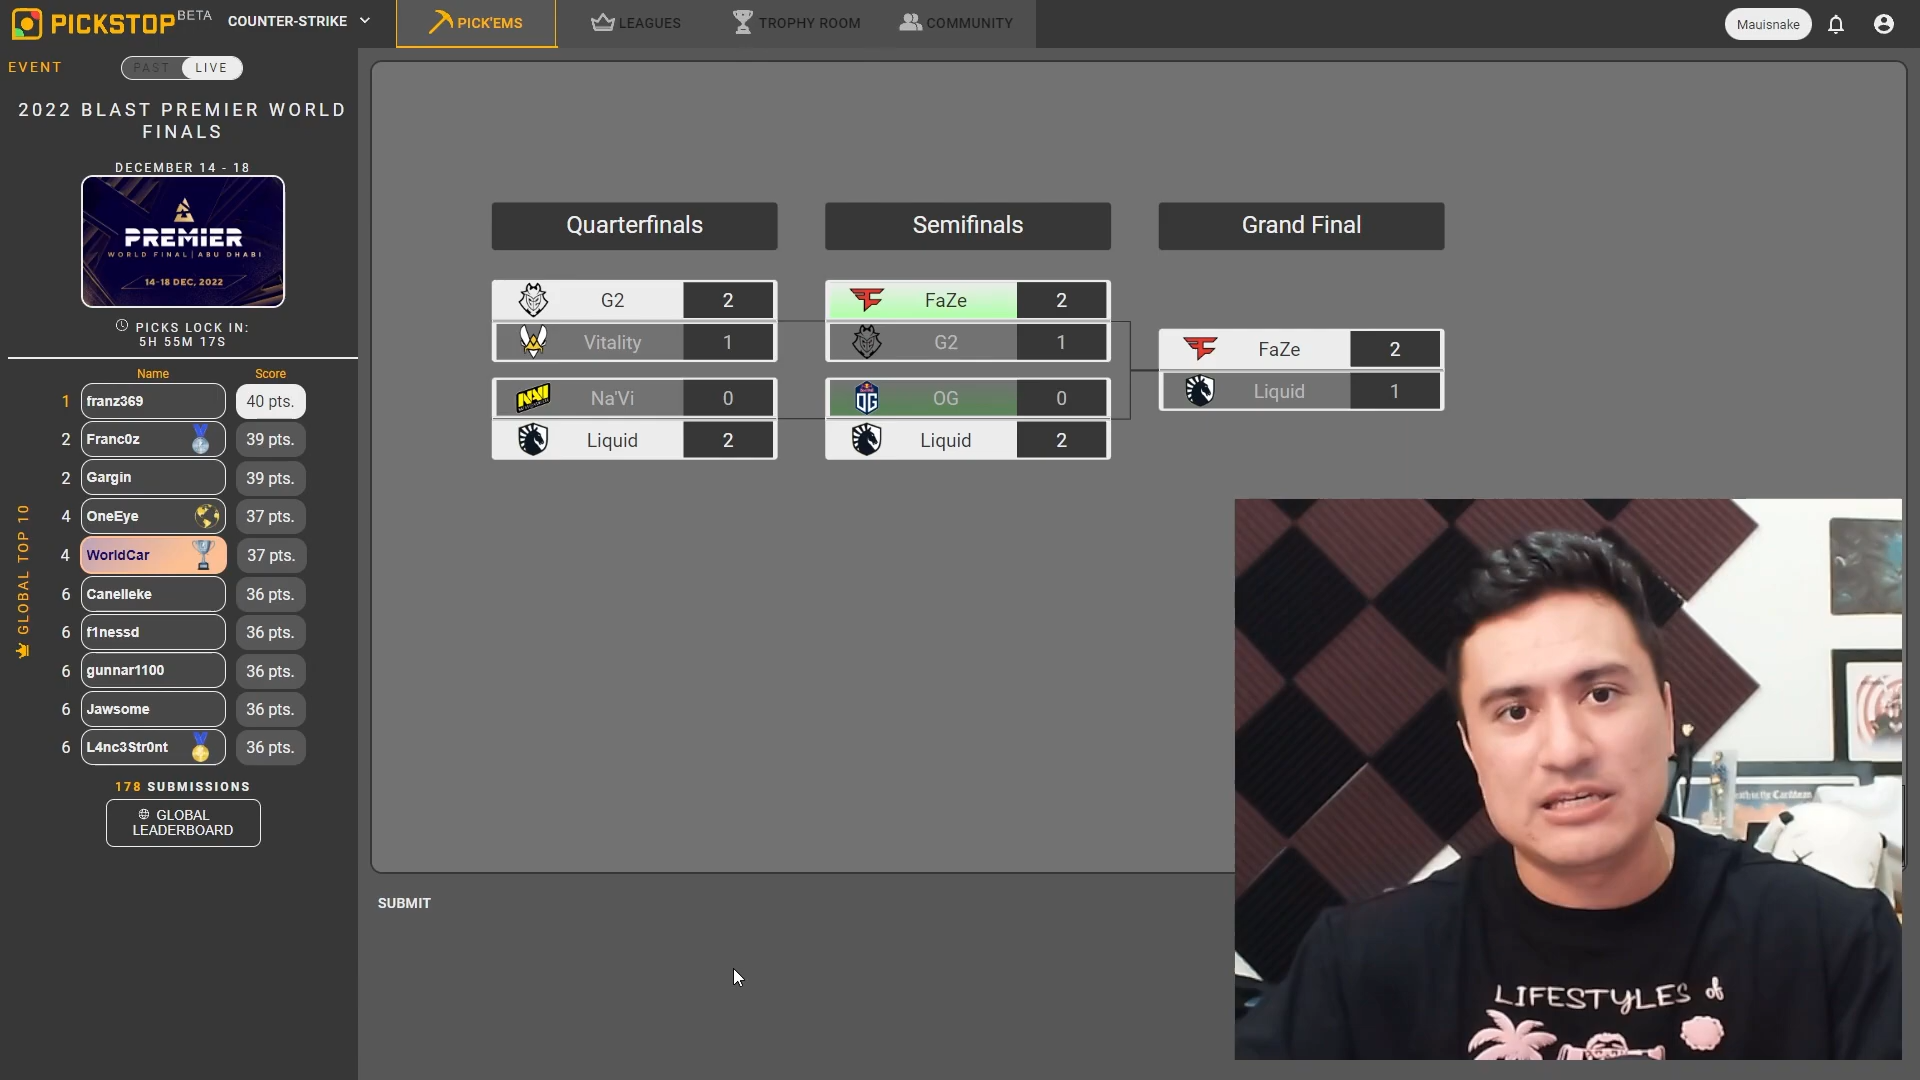 PICKSTOP BETA
COUNTER-STRIKE
PICK'EMS
LEAGUES
TROPHY ROOM
COMMUNITY
Mauisnake
EVENT
PAST
LIVE
2022 BLAST PREMIER WORLD
FINALS
DECEMBER 14 - 18
PREMIER
WORLD FINAL | ABU DHABI
14-18 DEC, 2022
PICKS LOCK IN:
5H 55M 17S
Name
Score
GLOBAL TOP 10
1 franz369 40 pts.
2 Franc0z 39 pts.
2 Gargin 39 pts.
4 OneEye 37 pts.
4 WorldCar 37 pts.
6 Canelleke 36 pts.
6 f1nessd 36 pts.
6 gunnar1100 36 pts.
6 Jawsome 36 pts.
6 L4nc3Str0nt 36 pts.
178 SUBMISSIONS
GLOBAL
LEADERBOARD
Quarterfinals
G2 2
Vitality 1
NAVI Na'Vi 0
Liquid 2
Semifinals
FaZe 2
G2 1
OG OG 0
Liquid 2
Grand Final
FaZe 2
Liquid 1
SUBMIT
LIFESTYLES of